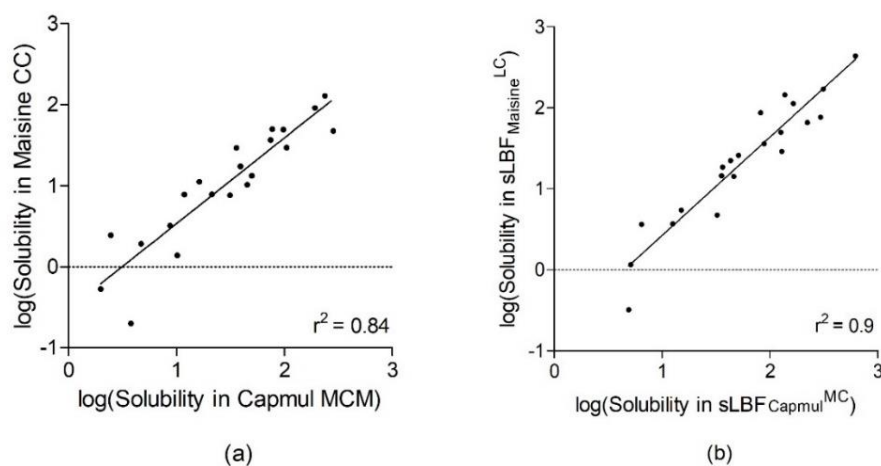 log(Solubility in Maisine CC)
3
2
1
0
-1
r² = 0.84
0 1 2 3
log(Solubility in Capmul MCM)
(a)
log(Solubility in sLBF Maisine LC)
3
2
1
0
-1
r² = 0.9
0 1 2 3
log(Solubility in sLBFCapmul MC)
(b)